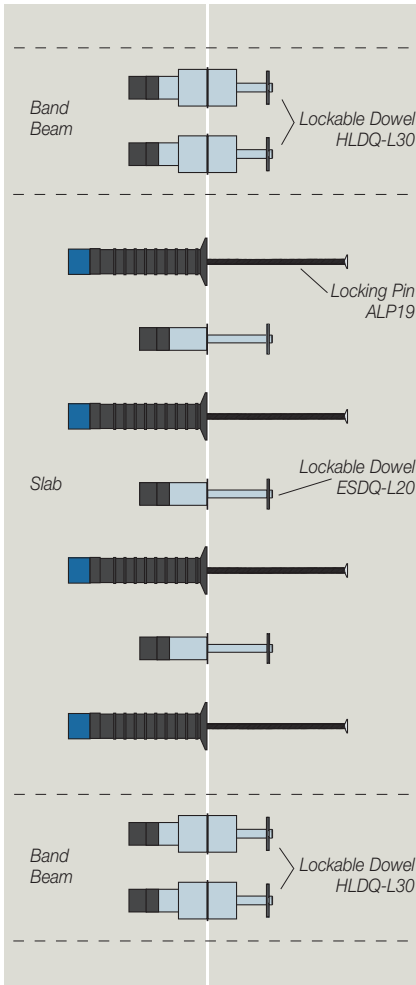 Band
Beam
Lockable Dowel
HLDQ-L30
Locking Pin
ALP19
Slab
Lockable Dowel
ESDQ-L20
Band
Beam
Lockable Dowel
HLDQ-L30